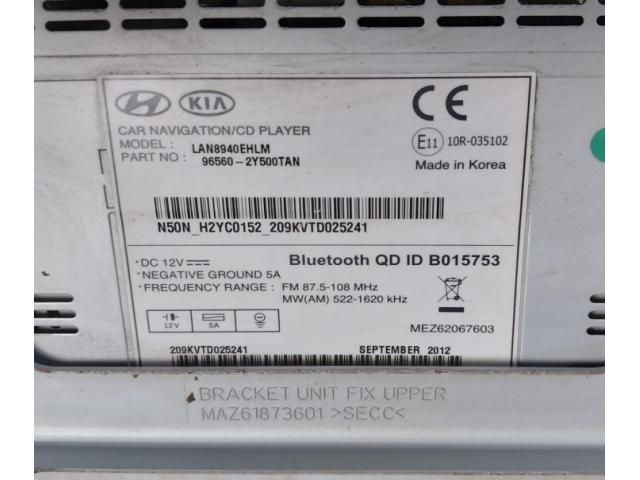 KIA
CAR NAVIGATION/CD PLAYER
MODEL : LAN8940EHLM
PART NO : 96560-2Y500TAN
CE
E11 10R-035102
Made in Korea
N50N_H2YC0152_209KVTD025241
·DC 12V
·NEGATIVE GROUND 5A
·FREQUENCY RANGE : FM 87.5-108 MHz
MW(AM) 522-1620 kHz
Bluetooth QD ID B015753
12V 5A
MEZ62067603
209KVTD025241 SEPTEMBER 2012
BRACKET UNIT FIX UPPER
MAZ61873601 >SECC<